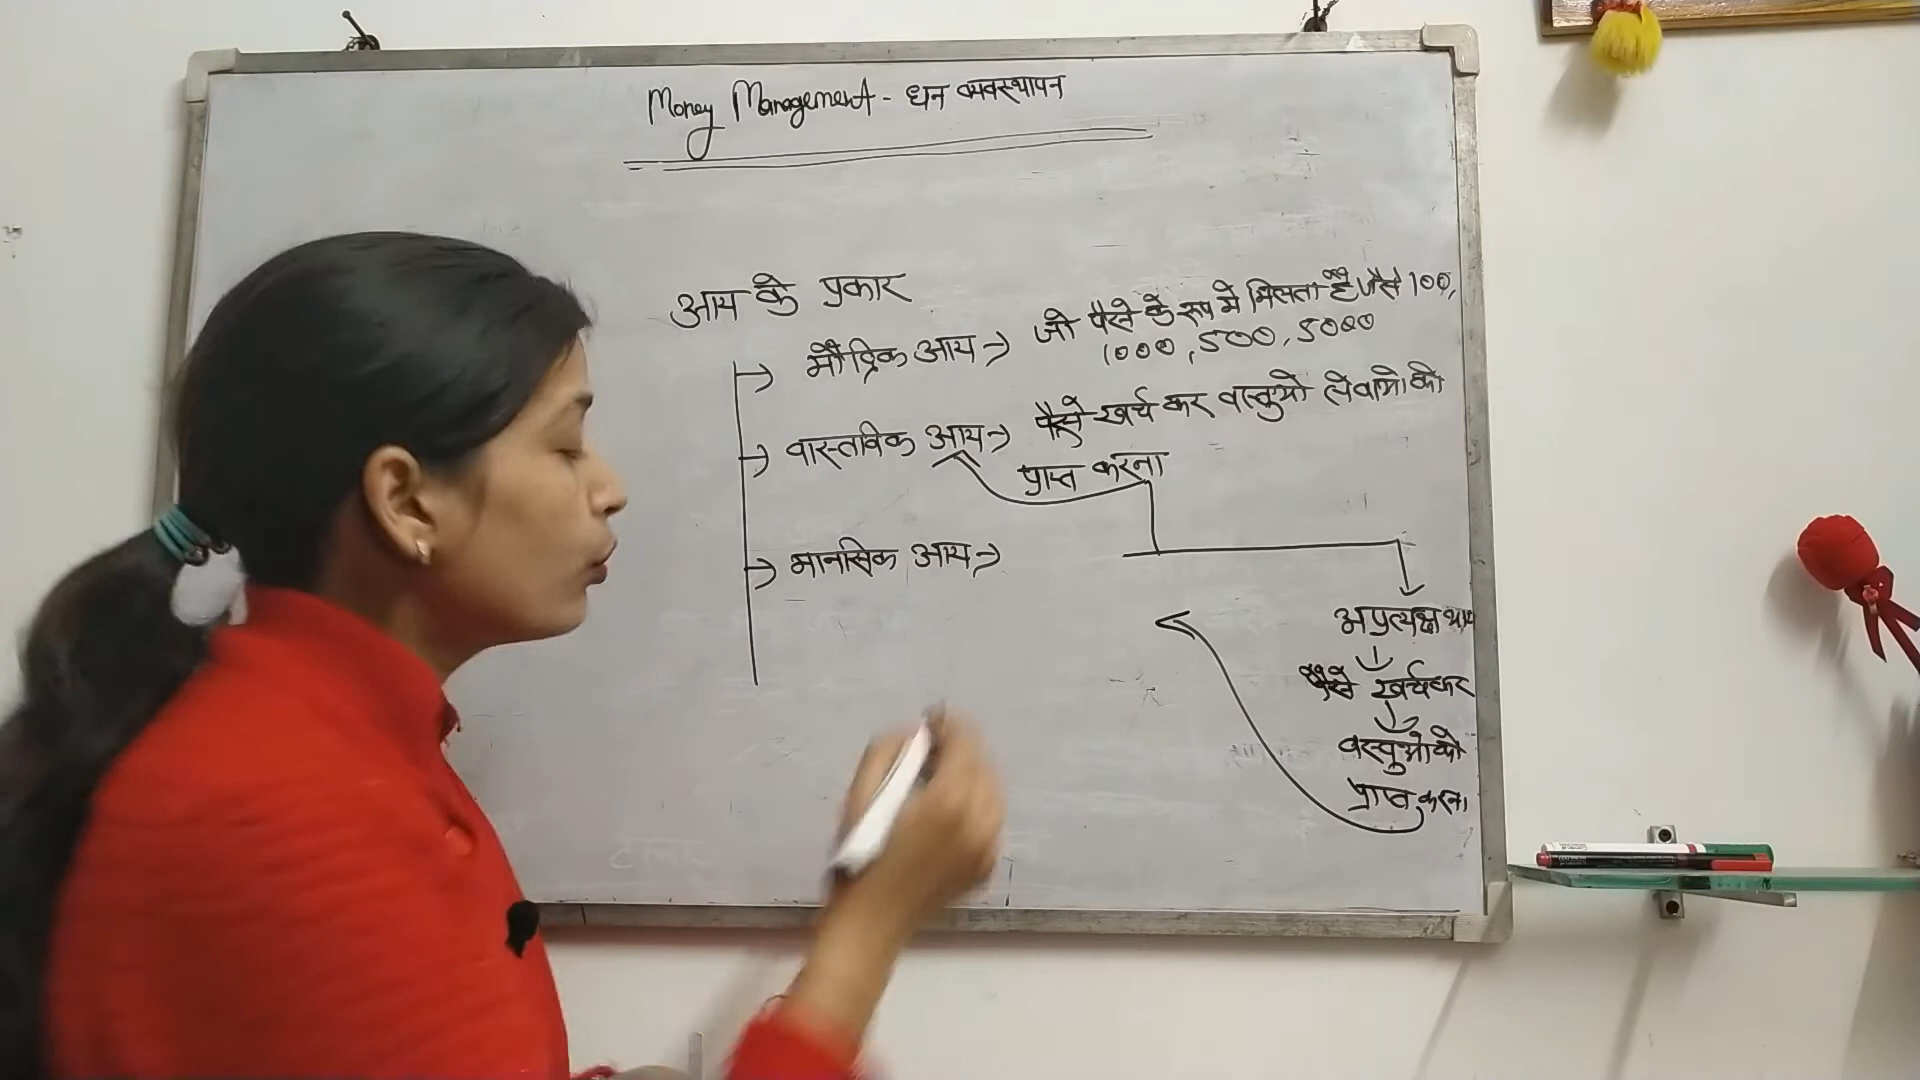 Money Management - धन व्यवस्थापन
आय के प्रकार
मौद्रिक आय → जो पैसे के रूप में मिलता है जैसे 100,
1000, 500, 5000
वास्तविक आय → पैसे खर्च कर वस्तुओ सेवाओ को
प्राप्त करना
मानसिक आय →
अप्रत्यक्ष आय
पैसे खर्चकर
वस्तुओ को
प्राप्त करना